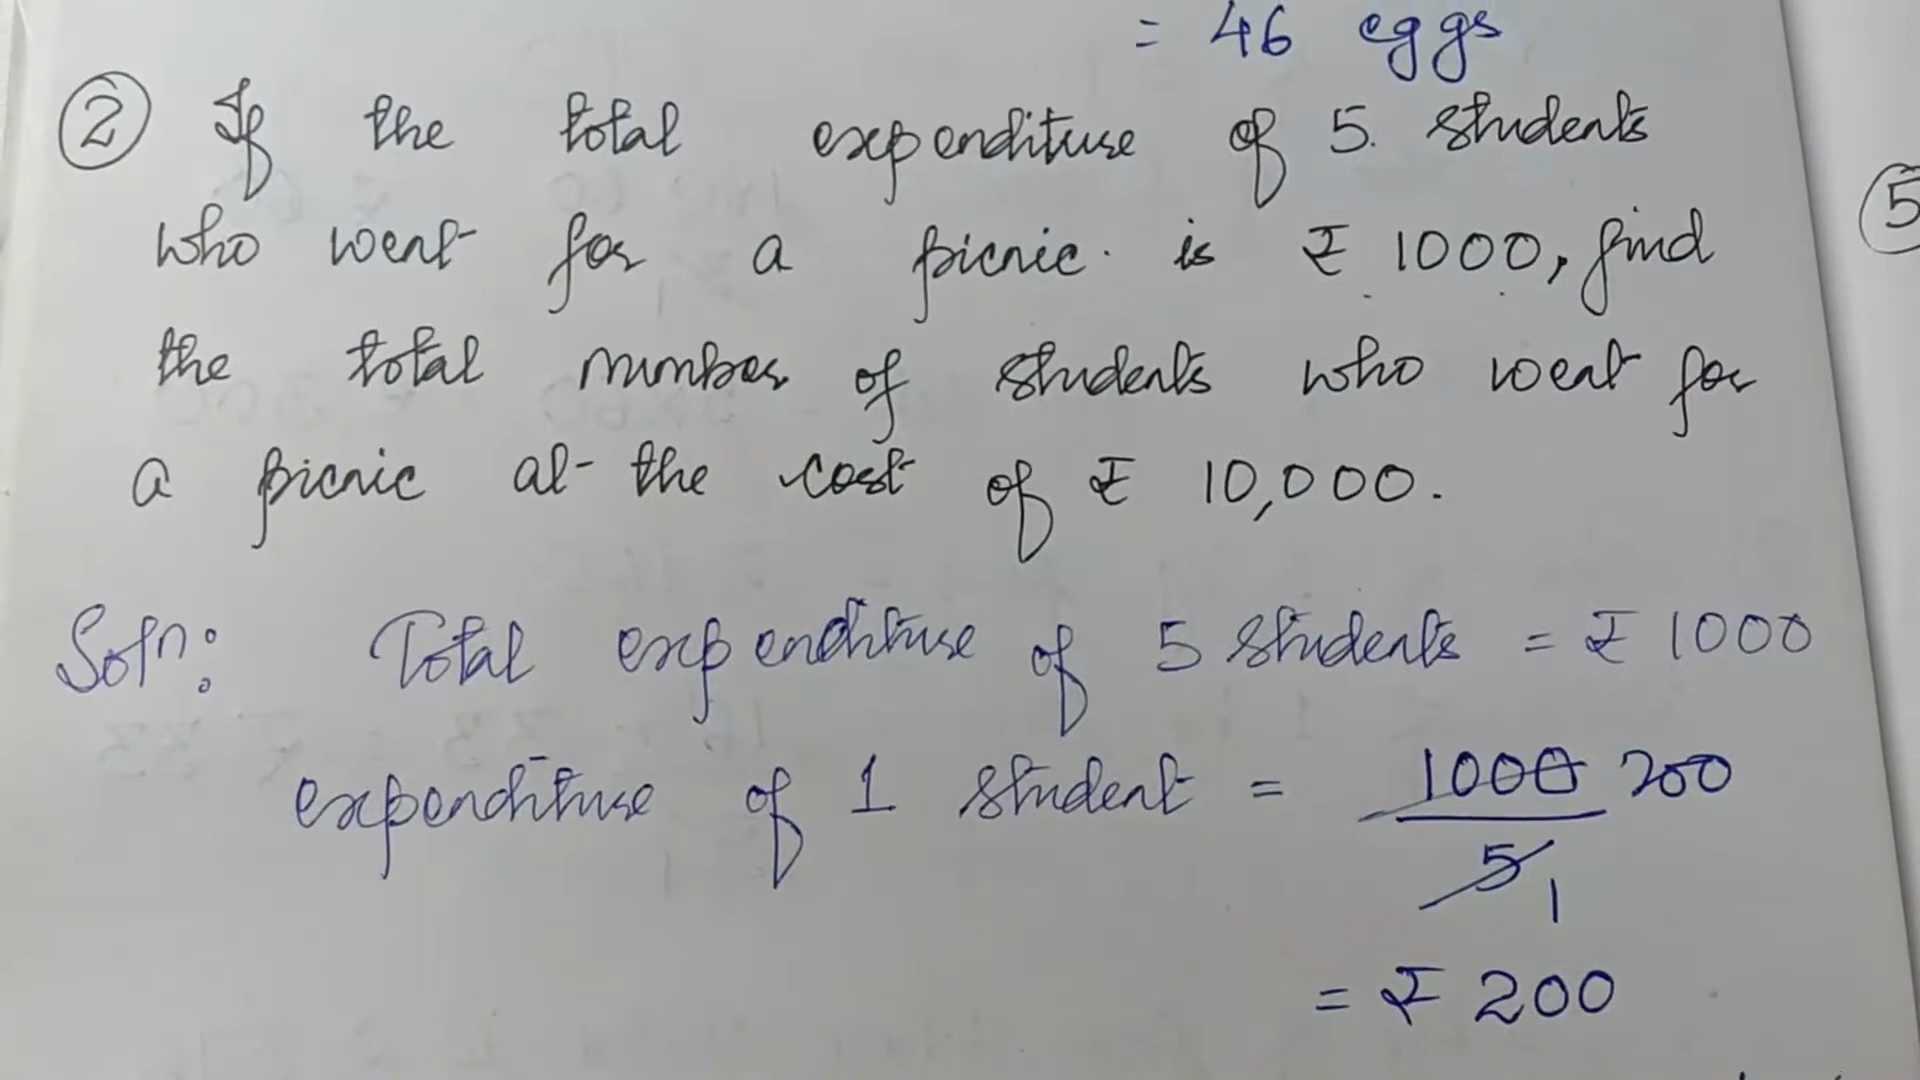 = 46 eggs
② If the total expenditure of 5. students
who went for a picnic. is ₹ 1000, find
the total number of students who went for
a picnic at the cost of ₹ 10,000.
Soln: Total expenditure of 5 students = ₹ 1000
expenditure of 1 student = 1000 200
5 1
= ₹ 200
5